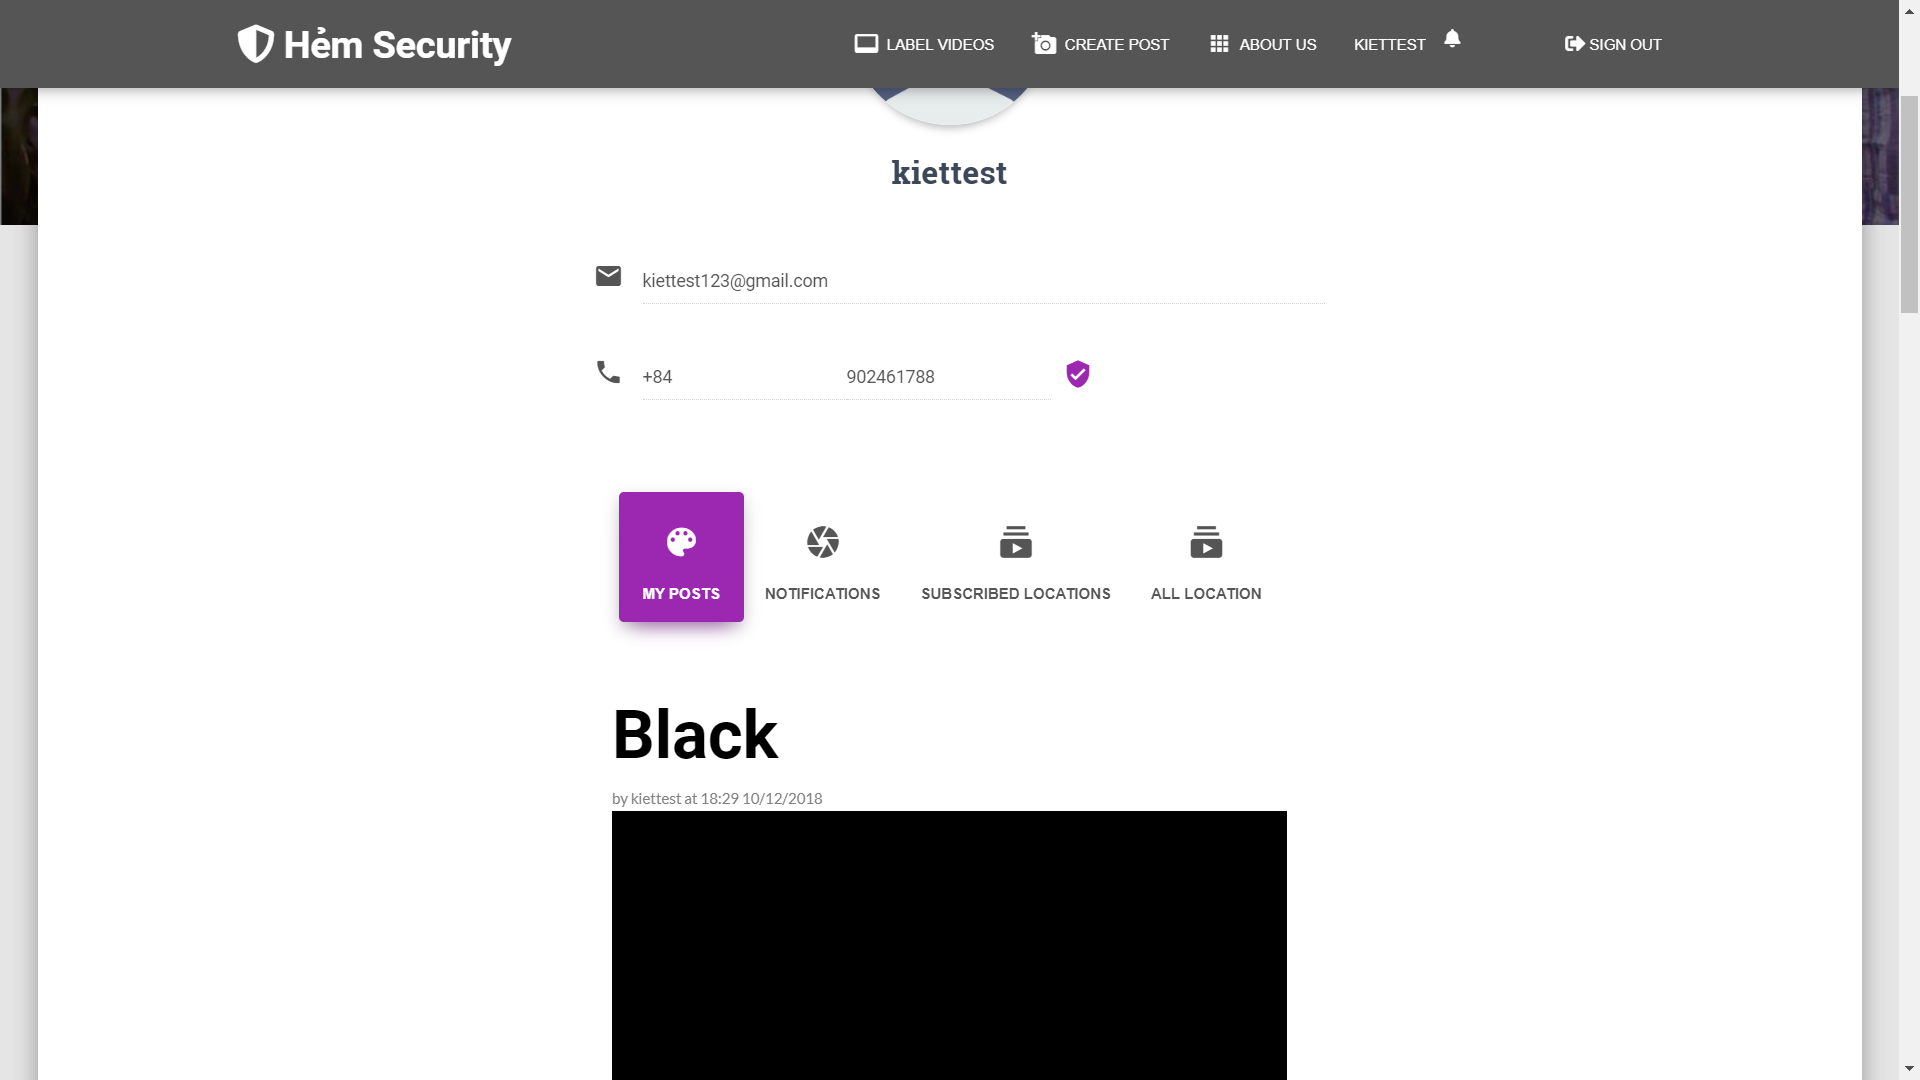 Hẻm Security
LABEL VIDEOS
CREATE POST
ABOUT US
KIETTEST
SIGN OUT
kiettest
kiettest123@gmail.com
+84 902461788
MY POSTS
NOTIFICATIONS
SUBSCRIBED LOCATIONS
ALL LOCATION
Black
by kiettest at 18:29 10/12/2018